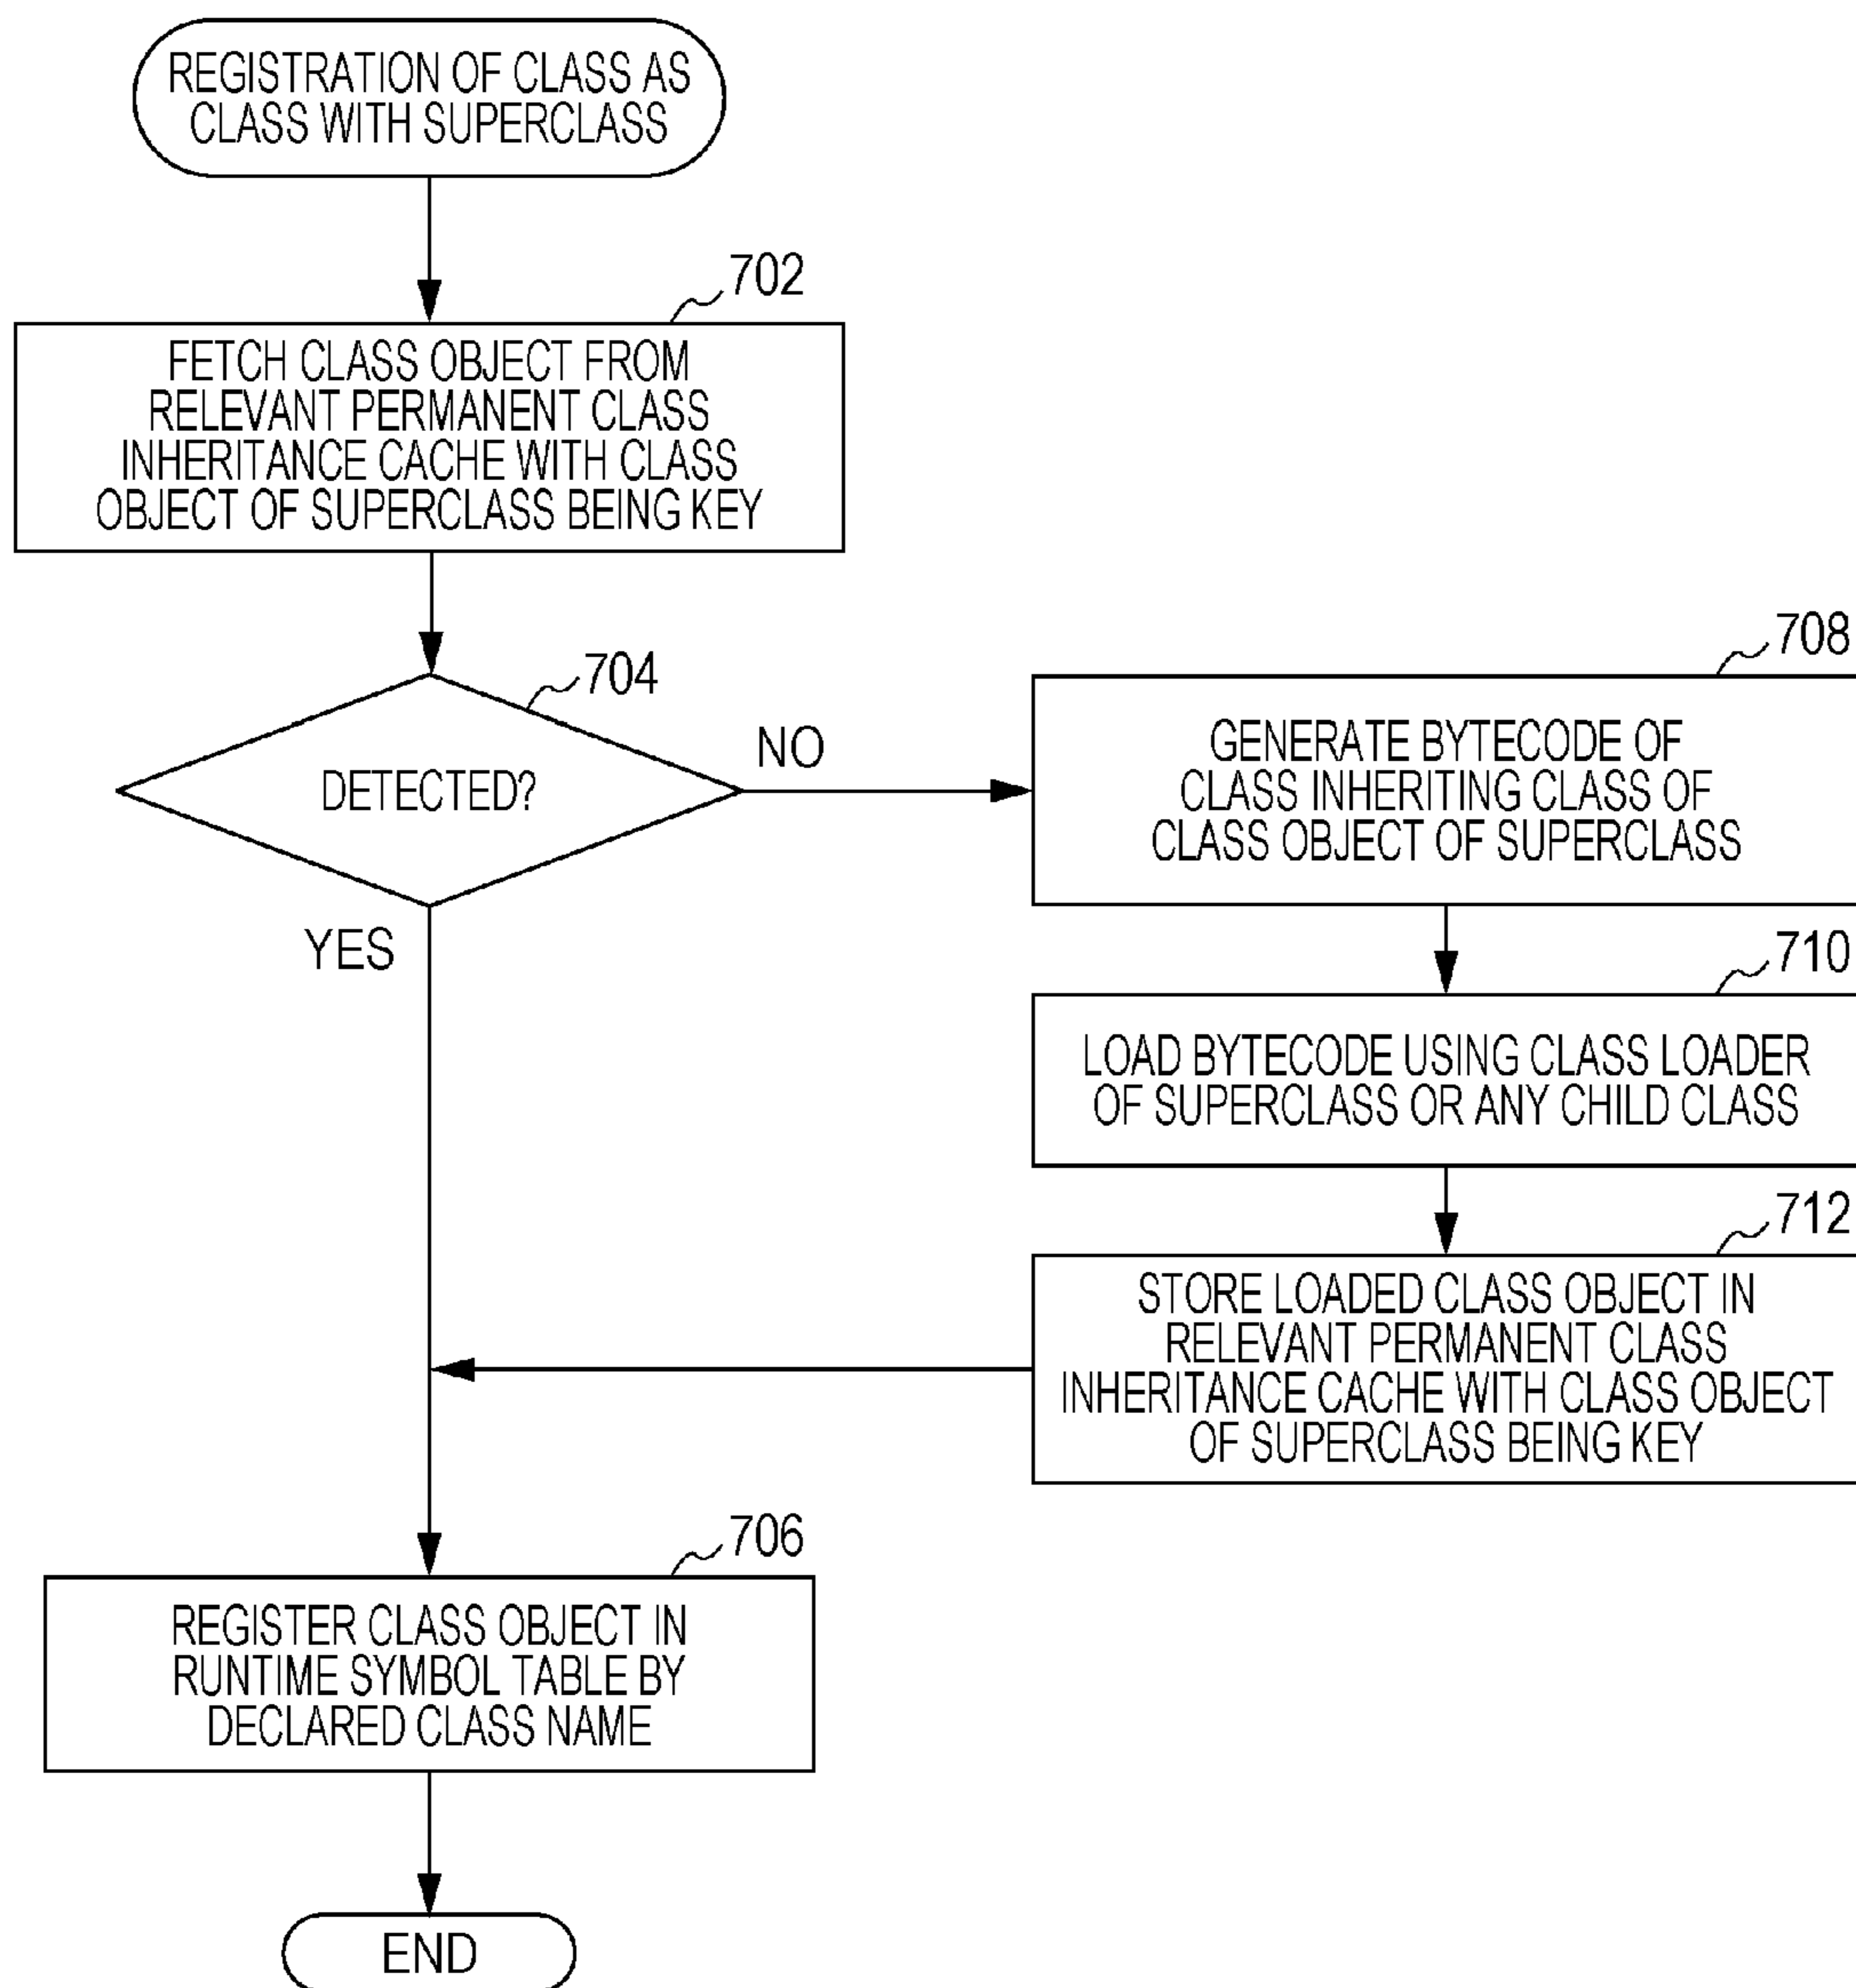 REGISTRATION OF CLASS AS
CLASS WITH SUPERCLASS
702
FETCH CLASS OBJECT FROM
RELEVANT PERMANENT CLASS
INHERITANCE CACHE WITH CLASS
OBJECT OF SUPERCLASS BEING KEY
704
DETECTED?
NO
YES
708
GENERATE BYTECODE OF
CLASS INHERITING CLASS OF
CLASS OBJECT OF SUPERCLASS
710
LOAD BYTECODE USING CLASS LOADER
OF SUPERCLASS OR ANY CHILD CLASS
712
STORE LOADED CLASS OBJECT IN
RELEVANT PERMANENT CLASS
INHERITANCE CACHE WITH CLASS OBJECT
OF SUPERCLASS BEING KEY
706
REGISTER CLASS OBJECT IN
RUNTIME SYMBOL TABLE BY
DECLARED CLASS NAME
END